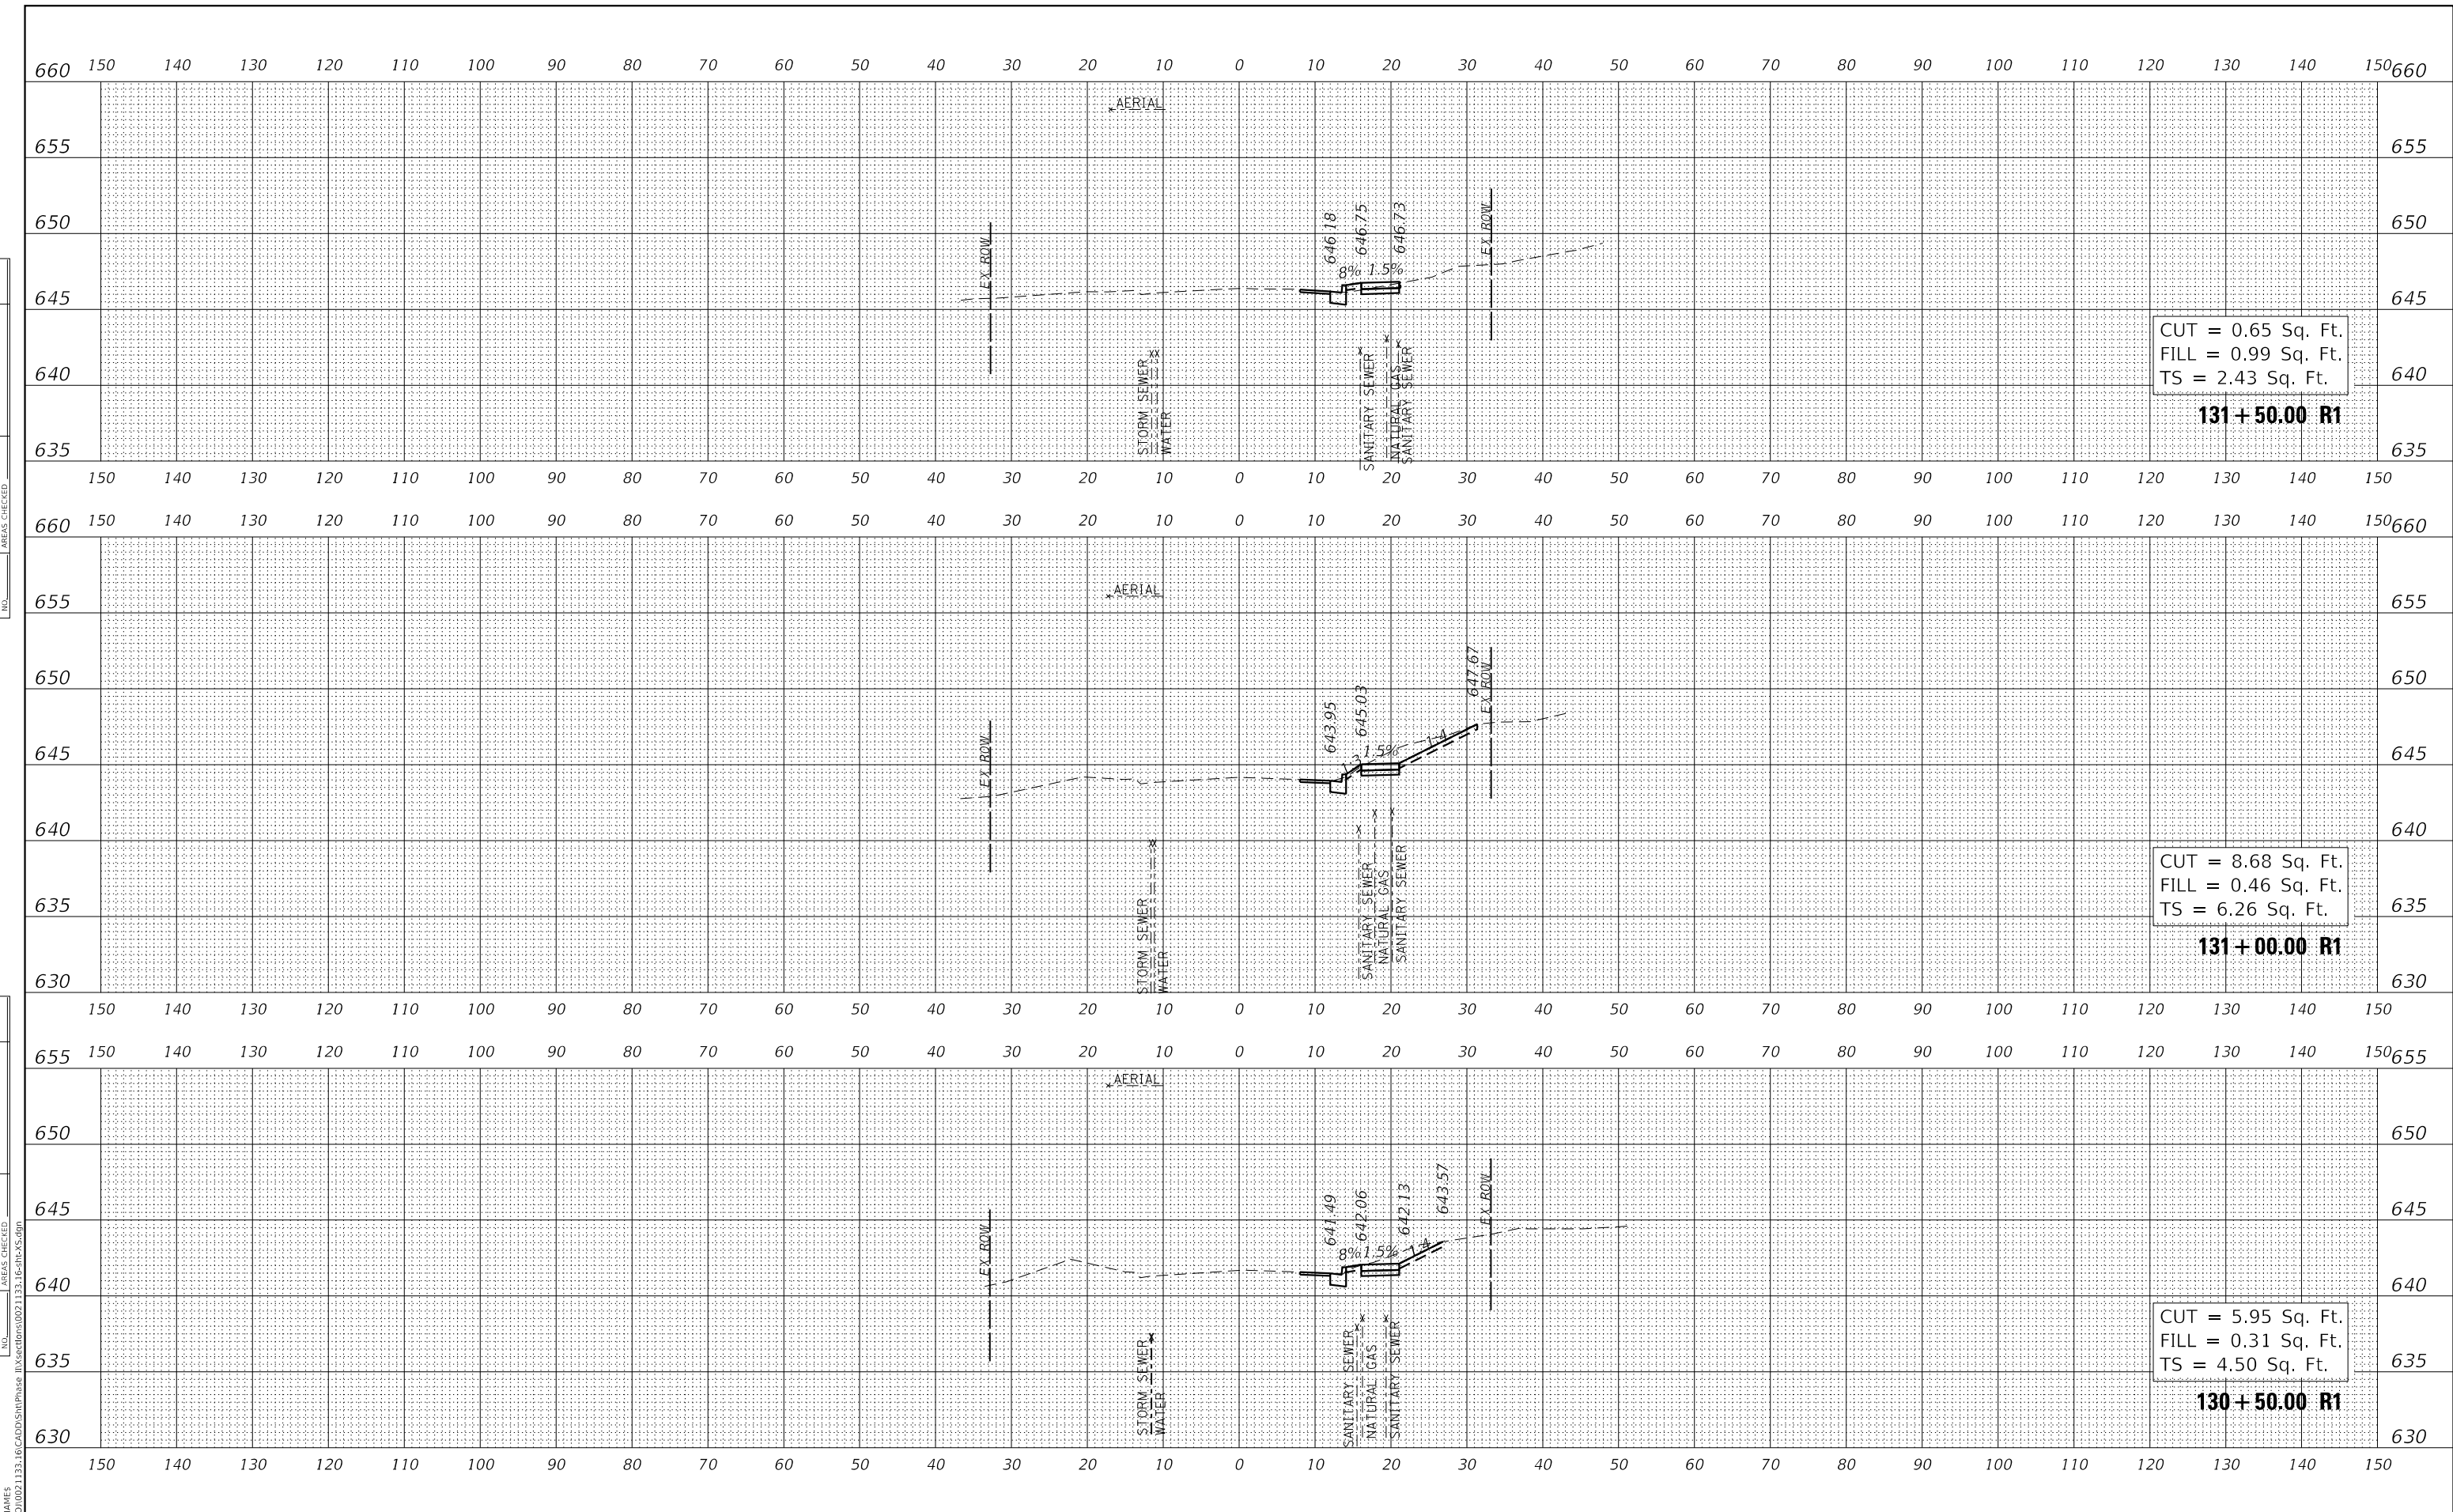 150 140 130 120 110 100 90 80 70 60 50 40 30 20 10 0 10 20 30 40 50 60 70 80 90 100 110 120 130 140 150
660 660
AERIAL
655 655
650 650
EX ROW
646.18
646.75
646.73
EX ROW
8% 1.5%
645 645
STORM SEWER
WATER
SANITARY SEWER
NATURAL GAS
SANITARY SEWER
CUT = 0.65 Sq. Ft.
FILL = 0.99 Sq. Ft.
TS = 2.43 Sq. Ft.
640 640
131+50.00 R1
635 635
150 140 130 120 110 100 90 80 70 60 50 40 30 20 10 0 10 20 30 40 50 60 70 80 90 100 110 120 130 140 150
150 140 130 120 110 100 90 80 70 60 50 40 30 20 10 0 10 20 30 40 50 60 70 80 90 100 110 120 130 140 150
660 660
AERIAL
655 655
650 650
EX ROW
643.95
645.03
647.67
EX ROW
1:3 1.5% 1:4
645 645
640 640
STORM SEWER
WATER
SANITARY SEWER
NATURAL GAS
SANITARY SEWER
CUT = 8.68 Sq. Ft.
FILL = 0.46 Sq. Ft.
TS = 6.26 Sq. Ft.
635 635
131+00.00 R1
630 630
150 140 130 120 110 100 90 80 70 60 50 40 30 20 10 0 10 20 30 40 50 60 70 80 90 100 110 120 130 140 150
150 140 130 120 110 100 90 80 70 60 50 40 30 20 10 0 10 20 30 40 50 60 70 80 90 100 110 120 130 140 150
655 655
AERIAL
650 650
645 645
EX ROW
641.49
642.06
642.13
643.57
EX ROW
8% 1.5% 1:4
640 640
STORM SEWER
WATER
SANITARY SEWER
NATURAL GAS
SANITARY SEWER
CUT = 5.95 Sq. Ft.
FILL = 0.31 Sq. Ft.
TS = 4.50 Sq. Ft.
635 635
130+50.00 R1
630 630
150 140 130 120 110 100 90 80 70 60 50 40 30 20 10 0 10 20 30 40 50 60 70 80 90 100 110 120 130 140 150
AREAS CHECKED
NO.
AREAS CHECKED
NO.